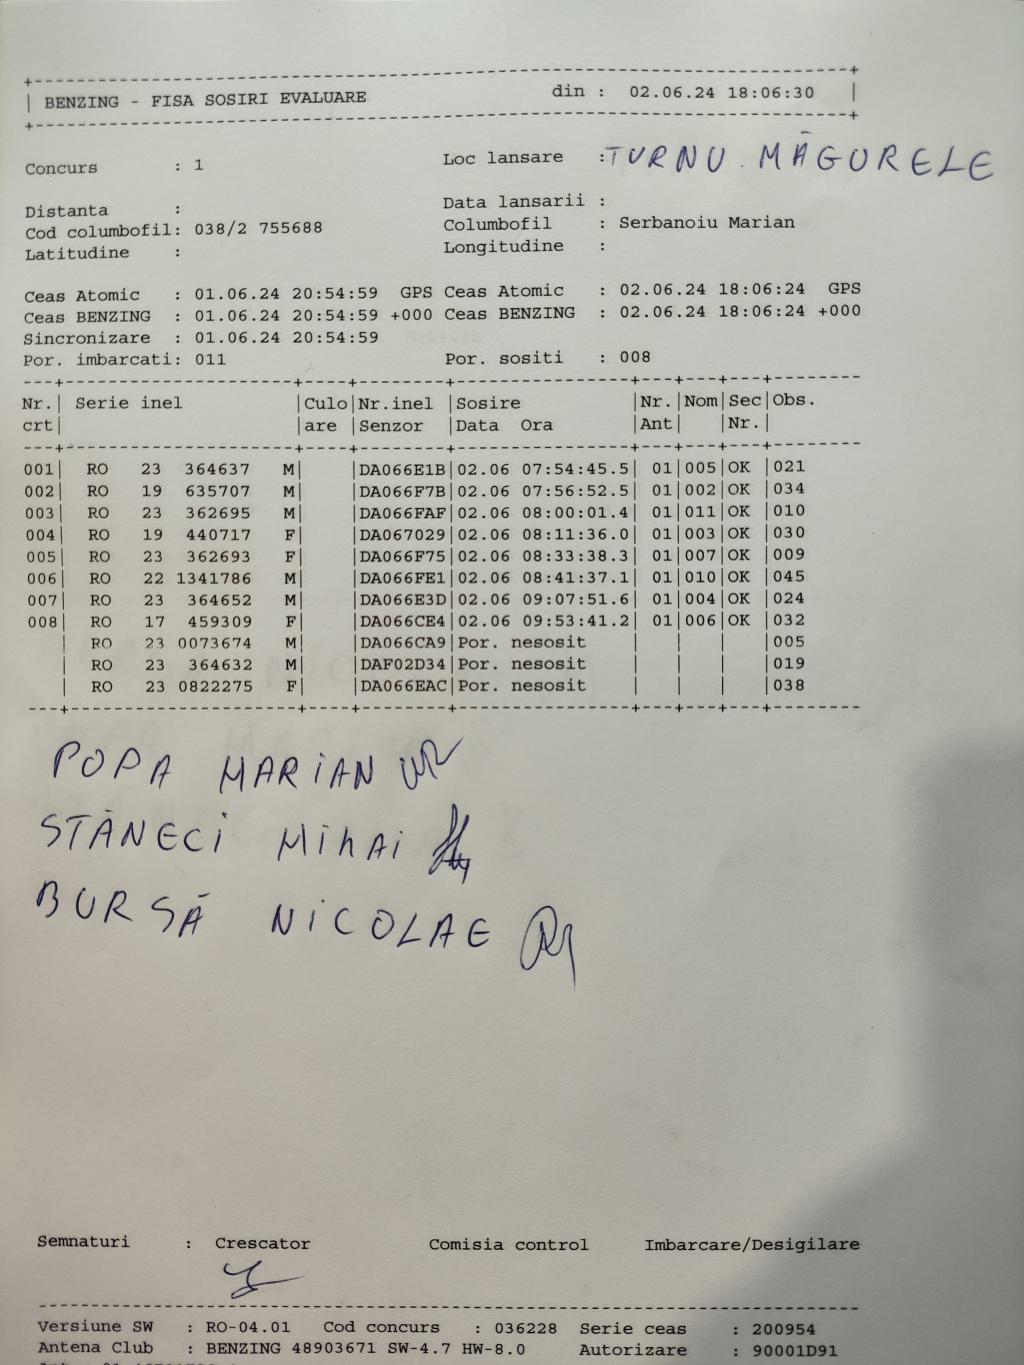 +---------------------------------------------------------------+
| BENZING - FISA SOSIRI EVALUARE din : 02.06.24 18:06:30 |
+---------------------------------------------------------------+
Concurs : 1 Loc lansare : TURNU MĂGURELE
Distanta : Data lansarii :
Cod columbofil: 038/2 755688 Columbofil : Serbanoiu Marian
Latitudine : Longitudine :
Ceas Atomic : 01.06.24 20:54:59 GPS Ceas Atomic : 02.06.24 18:06:24 GPS
Ceas BENZING : 01.06.24 20:54:59 +000 Ceas BENZING : 02.06.24 18:06:24 +000
Sincronizare : 01.06.24 20:54:59
Por. imbarcati: 011 Por. sositi : 008
Nr.| Serie inel |Culo|Nr.inel |Sosire |Nr.|Nom|Sec|Obs.
crt| |are |Senzor |Data Ora |Ant| |Nr.|
001| RO 23 364637 M| |DA066E1B|02.06 07:54:45.5| 01|005|OK |021
002| RO 19 635707 M| |DA066F7B|02.06 07:56:52.5| 01|002|OK |034
003| RO 23 362695 M| |DA066FAF|02.06 08:00:01.4| 01|011|OK |010
004| RO 19 440717 F| |DA067029|02.06 08:11:36.0| 01|003|OK |030
005| RO 23 362693 F| |DA066F75|02.06 08:33:38.3| 01|007|OK |009
006| RO 22 1341786 M| |DA066FE1|02.06 08:41:37.1| 01|010|OK |045
007| RO 23 364652 M| |DA066E3D|02.06 09:07:51.6| 01|004|OK |024
008| RO 17 459309 F| |DA066CE4|02.06 09:53:41.2| 01|006|OK |032
| RO 23 0073674 M| |DA066CA9|Por. nesosit | | | |005
| RO 23 364632 M| |DAF02D34|Por. nesosit | | | |019
| RO 23 0822275 F| |DA066EAC|Por. nesosit | | | |038
POPA MARIAN
STĂNECI MIHAI
BURSĂ NICOLAE
Semnaturi : Crescator Comisia control Imbarcare/Desigilare
Versiune SW : RO-04.01 Cod concurs : 036228 Serie ceas : 200954
Antena Club : BENZING 48903671 SW-4.7 HW-8.0 Autorizare : 90001D91